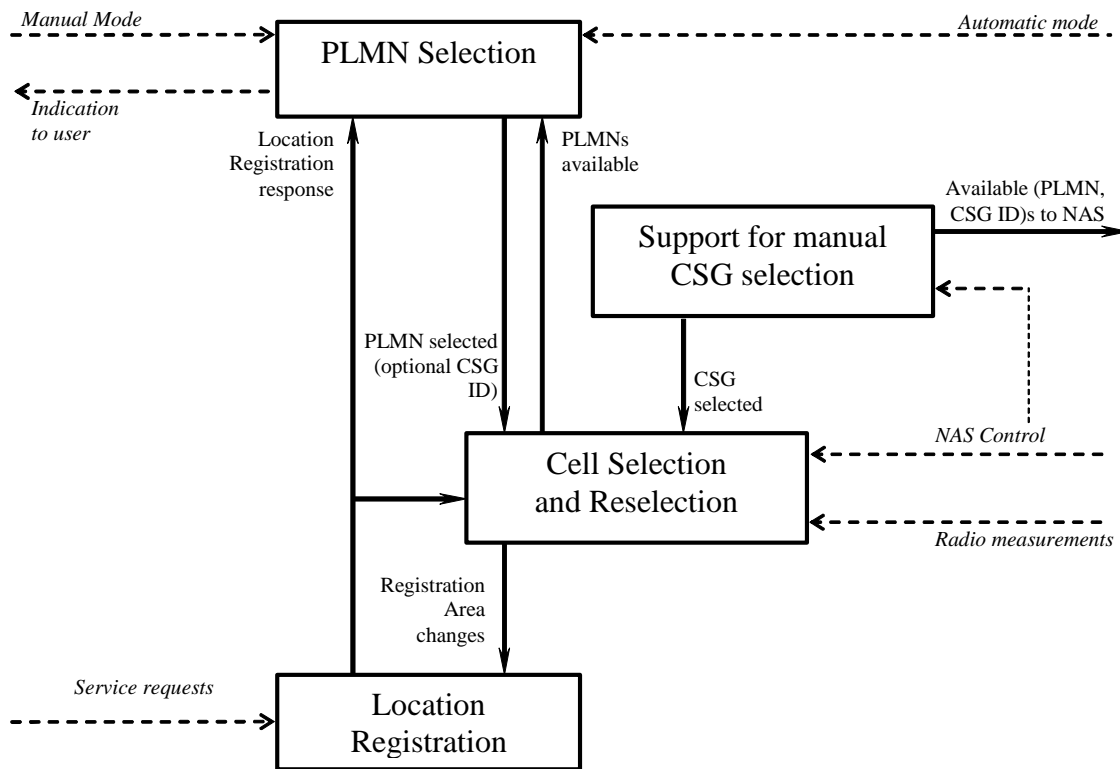 Manual Mode
Automatic mode
PLMN Selection
Indication
to user
Location
Registration
response
PLMNs
available
Available (PLMN,
CSG ID)s to NAS
Support for manual
CSG selection
PLMN selected
(optional CSG
ID)
CSG
selected
NAS Control
Cell Selection
and Reselection
Radio measurements
Registration
Area
changes
Service requests
Location
Registration